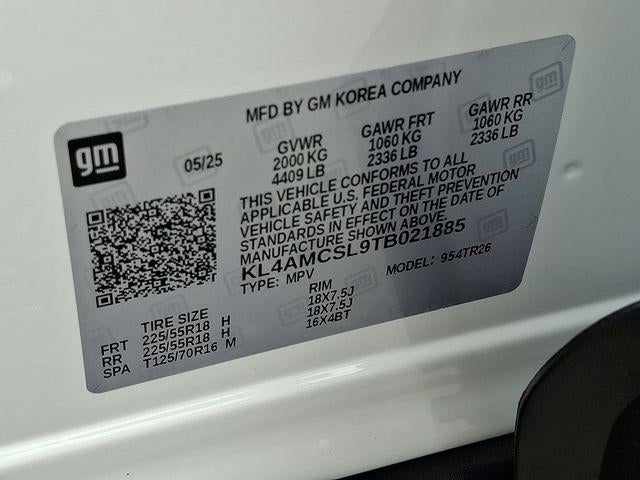 MFD BY GM KOREA COMPANY
gm
05/25
GVWR GAWR FRT GAWR RR
2000 KG 1060 KG 1060 KG
4409 LB 2336 LB 2336 LB
THIS VEHICLE CONFORMS TO ALL
APPLICABLE U.S. FEDERAL MOTOR
VEHICLE SAFETY AND THEFT PREVENTION
STANDARDS IN EFFECT ON THE DATE OF
MANUFACTURE SHOWN ABOVE.
KL4AMCSL9TB021885
TYPE: MPV MODEL: 954TR26
TIRE SIZE RIM
FRT 225/55R18 H 18X7.5J
RR 225/55R18 H 18X7.5J
SPA T125/70R16 M 16X4BT